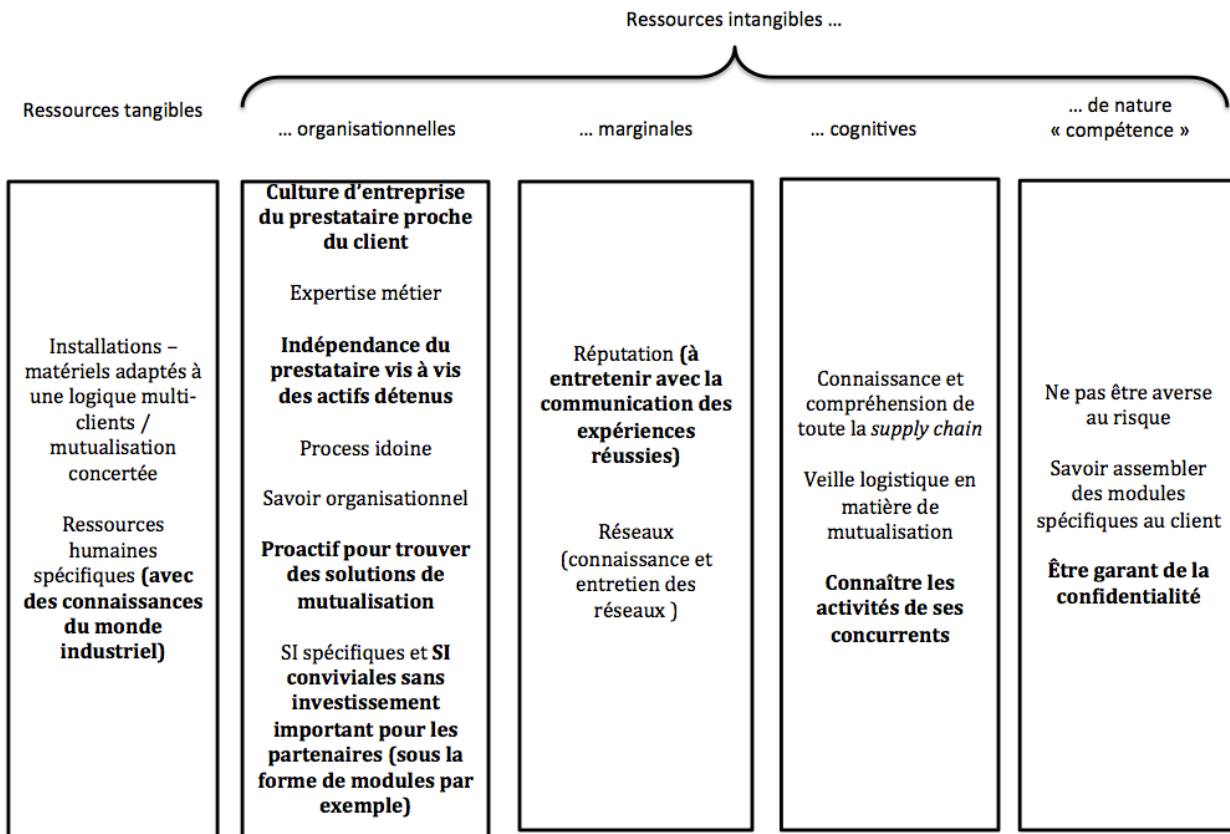 Ressources intangibles ...
Ressources tangibles
... organisationnelles
... marginales
... cognitives
... de nature
« compétence »
Installations –
matériels adaptés à
une logique multi-
clients /
mutualisation
concertée
Ressources
humaines
spécifiques (avec
des connaissances
du monde
industriel)
Culture d'entreprise
du prestataire proche
du client
Expertise métier
Indépendance du
prestataire vis à vis
des actifs détenus
Process idoine
Savoir organisationnel
Proactif pour trouver
des solutions de
mutualisation
SI spécifiques et SI
conviviales sans
investissement
important pour les
partenaires (sous la
forme de modules par
exemple)
Réputation (à
entretenir avec la
communication des
expériences
réussies)
Réseaux
(connaissance et
entretien des
réseaux )
Connaissance et
compréhension de
toute la supply chain
Veille logistique en
matière de
mutualisation
Connaître les
activités de ses
concurrents
Ne pas être averse
au risque
Savoir assembler
des modules
spécifiques au client
Être garant de la
confidentialité